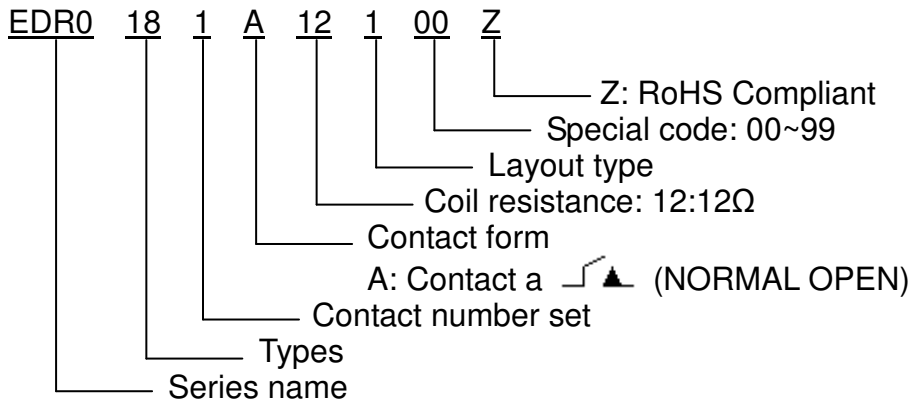 EDR0 18 1 A 12 1 00 Z
Z: RoHS Compliant
Special code: 00~99
Layout type
Coil resistance: 12:12Ω
Contact form
A: Contact a (NORMAL OPEN)
Contact number set
Types
Series name